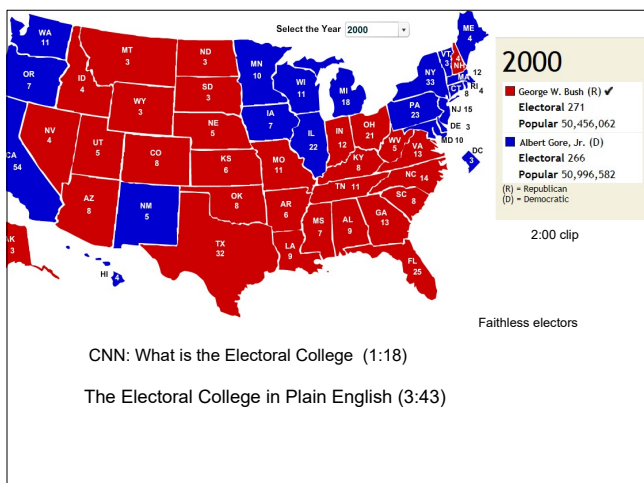 Select the Year 2000
WA
11
OR
7
CA
54
NV
4
ID
4
MT
3
WY
3
UT
5
AZ
8
CO
8
NM
5
ND
3
SD
3
NE
5
KS
6
OK
8
TX
32
MN
10
IA
7
MO
11
AR
6
LA
9
WI
11
IL
22
MI
18
IN
12
OH
21
KY
8
TN 11
MS
7
AL
9
GA
13
FL
25
SC
8
NC 14
VA
13
WV
5
PA
23
NY
33
VT
3
4
NH
ME
4
MA
12
RI
4
CT
8
NJ 15
DE 3
MD 10
DC
3
AK
3
HI
4
2000
George W. Bush (R) ✔
Electoral 271
Popular 50,456,062
Albert Gore, Jr. (D)
Electoral 266
Popular 50,996,582
(R) = Republican
(D) = Democratic
2:00 clip
Faithless electors
CNN: What is the Electoral College (1:18)
The Electoral College in Plain English (3:43)